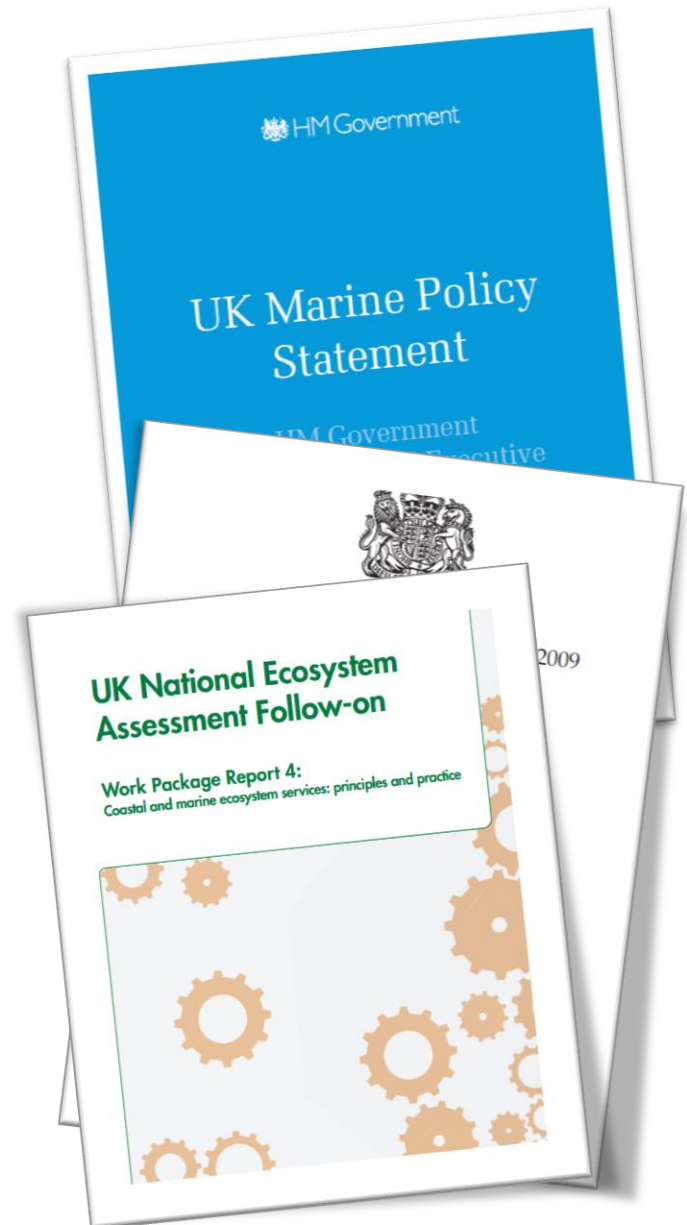 HM Government
UK Marine Policy
Statement
HM Government
Executive
2009
UK National Ecosystem
Assessment Follow-on
Work Package Report 4:
Coastal and marine ecosystem services: principles and practice